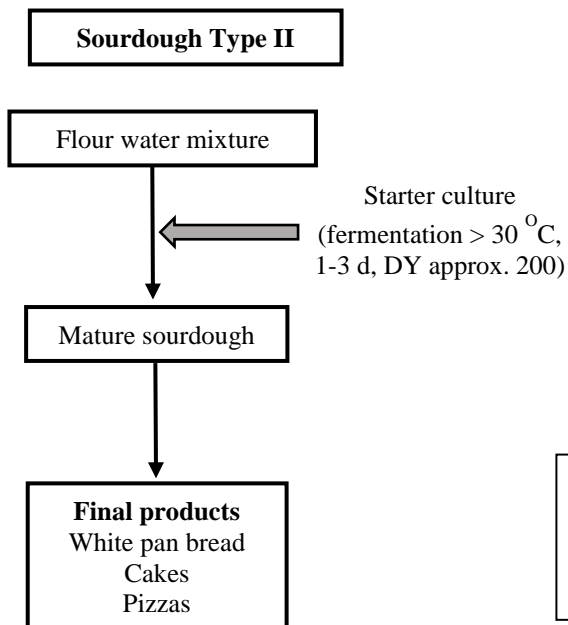 Sourdough Type II
Flour water mixture
Starter culture
(fermentation > 30 °C,
1-3 d, DY approx. 200)
Mature sourdough
Final products
White pan bread
Cakes
Pizzas